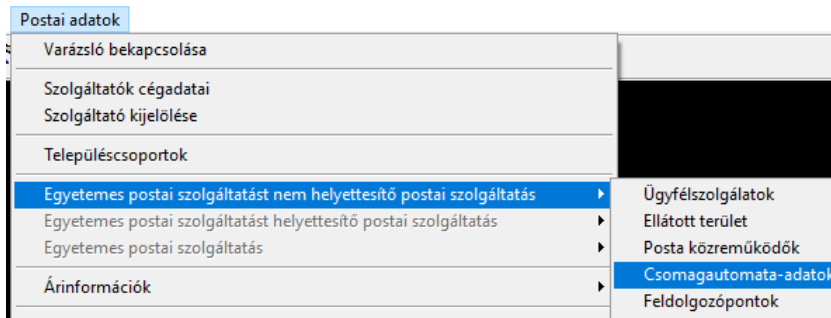 Postai adatok
Varázsló bekapcsolása
Szolgáltatók cégadatai
Szolgáltató kijelölése
Településcsoportok
Egyetemes postai szolgáltatást nem helyettesítő postai szolgáltatás
Egyetemes postai szolgáltatást helyettesítő postai szolgáltatás
Egyetemes postai szolgáltatás
Árinformációk
Ügyfélszolgálatok
Ellátott terület
Posta közreműködők
Csomagautomata-adatok
Feldolgozópontok